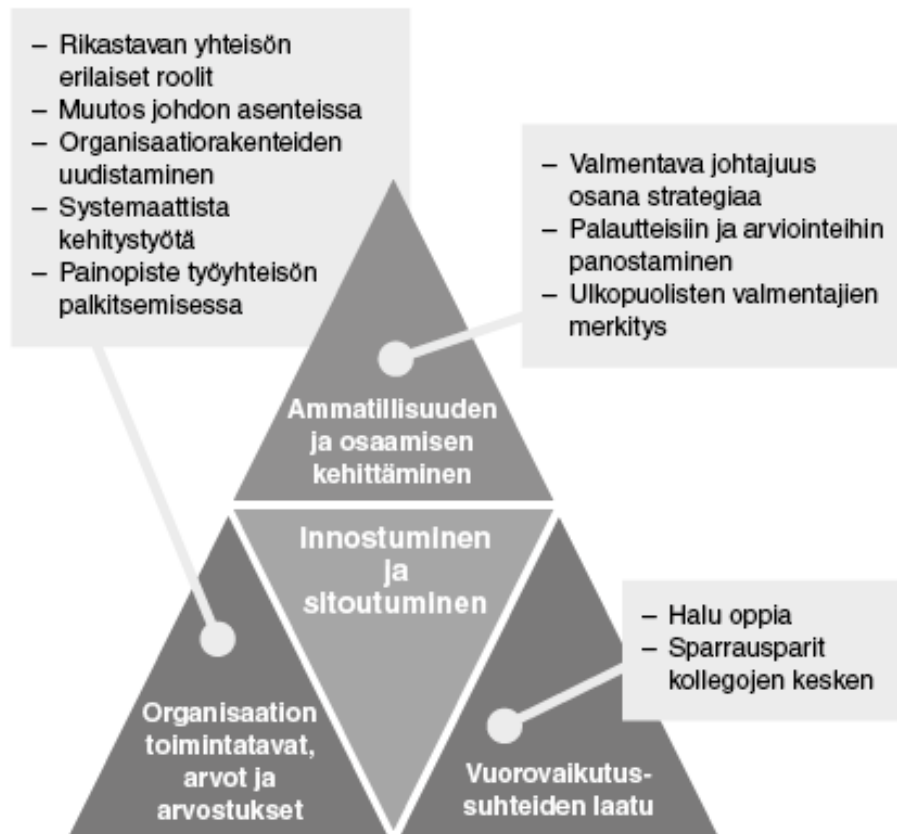 – Rikastavan yhteisön
erilaiset roolit
– Muutos johdon asenteissa
– Organisaatiorakenteiden
uudistaminen
– Systemaattista
kehitystyötä
– Painopiste työyhteisön
palkitsemisessa
– Valmentava johtajuus
osana strategiaa
– Palautteisiin ja arviointeihin
panostaminen
– Ulkopuolisten valmentajien
merkitys
Ammatillisuuden
ja osaamisen
kehittäminen
Innostuminen
ja
sitoutuminen
– Halu oppia
– Sparrausparit
kollegojen kesken
Organisaation
toimintatavat,
arvot ja
arvostukset
Vuorovaikutus-
suhteiden laatu